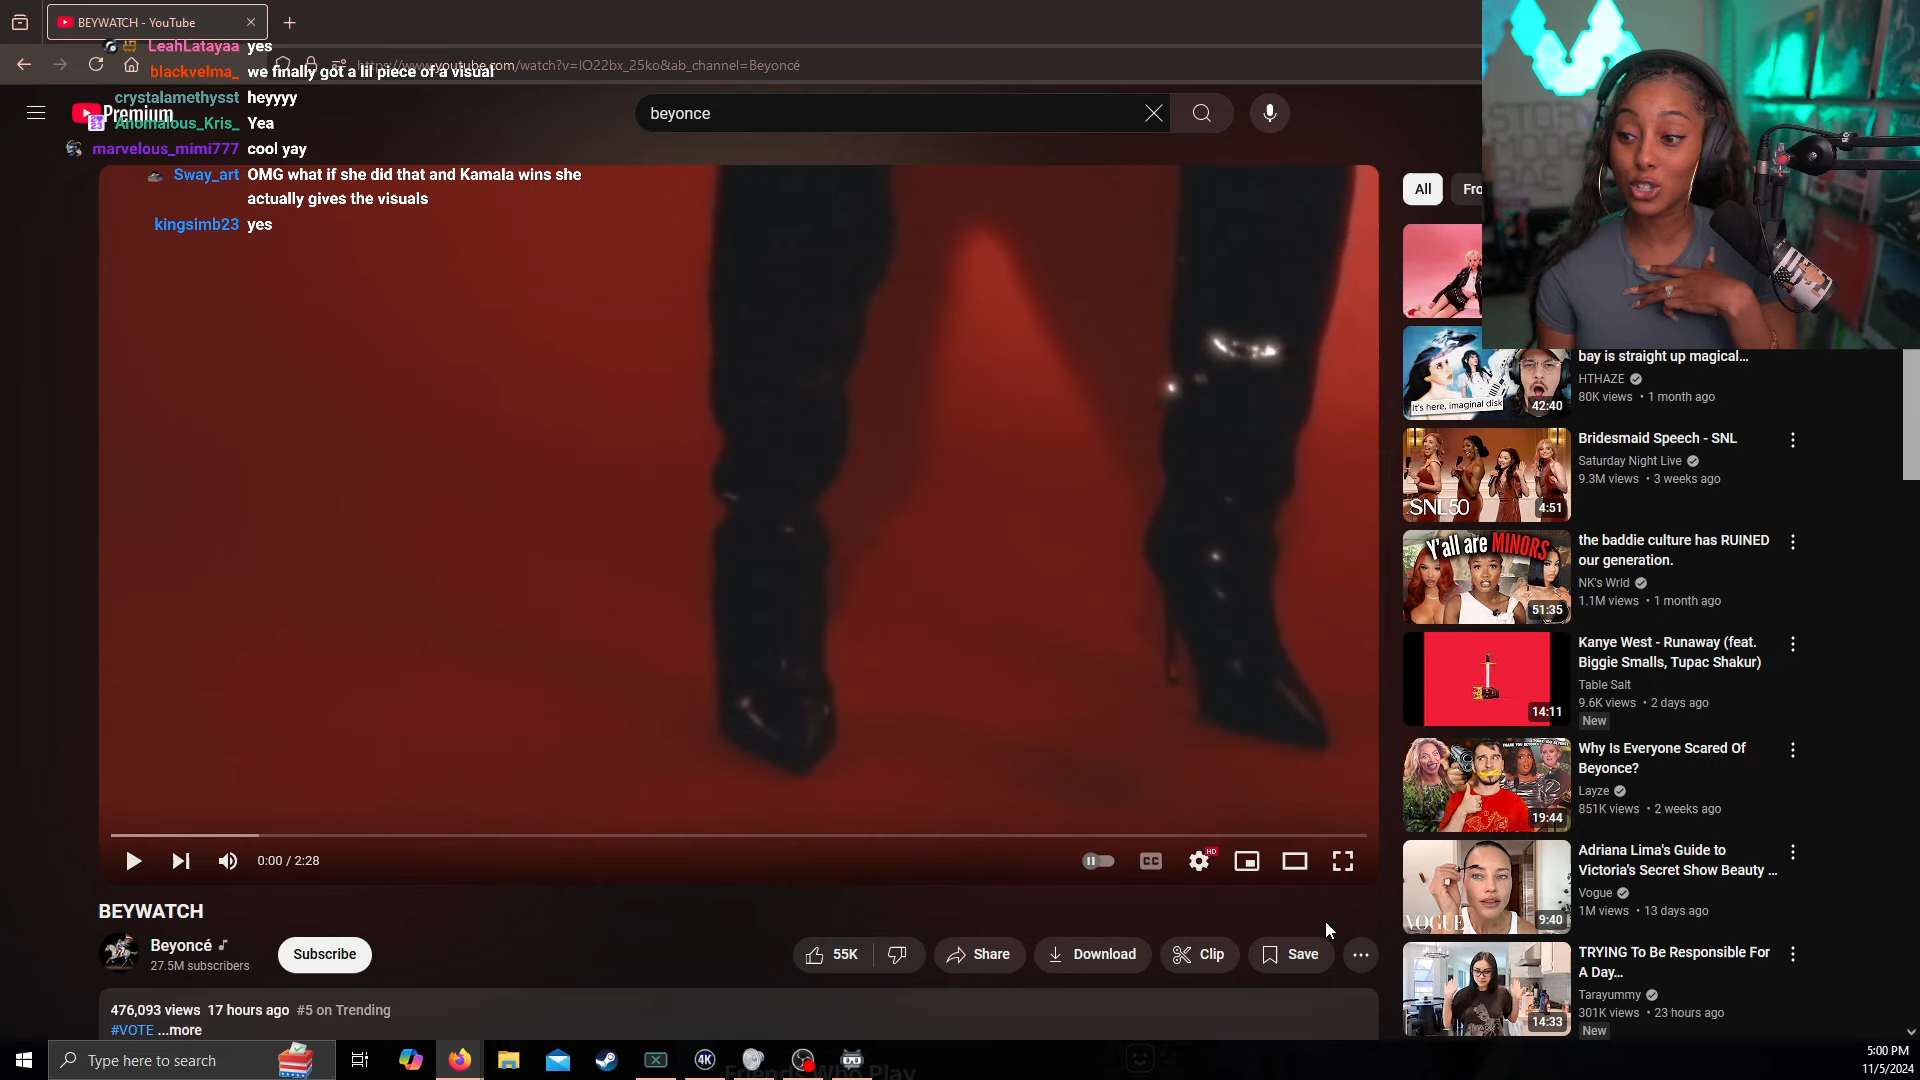 BEYWATCH - YouTube
LeahLatayaa yes
https://www.youtube.com/watch?v=IO22bx_25ko&ab_channel=Beyoncé
blackvelma_ we finally got a lil piece of a visual
crystalamethysst heyyyy
Premium
Anomalous_Kris_ Yea
marvelous_mimi777 cool yay
Sway_art OMG what if she did that and Kamala wins she
actually gives the visuals
kingsimb23 yes
beyonce
STORY
MODE
BAE
All
Fro
bay is straight up magical...
HTHAZE
80K views • 1 month ago
It's here, imaginal disk
42:40
Bridesmaid Speech - SNL
Saturday Night Live
9.3M views • 3 weeks ago
SNL50
4:51
Y'all are MINORS
the baddie culture has RUINED
our generation.
NK's Wrld
1.1M views • 1 month ago
51:35
Kanye West - Runaway (feat.
Biggie Smalls, Tupac Shakur)
Table Salt
9.6K views • 2 days ago
New
14:11
Why Is Everyone Scared Of
Beyonce?
Layze
851K views • 2 weeks ago
19:44
Adriana Lima's Guide to
Victoria's Secret Show Beauty ...
Vogue
1M views • 13 days ago
VOGUE
9:40
TRYING To Be Responsible For
A Day...
Tarayummy
301K views • 23 hours ago
New
14:33
0:00 / 2:28
CC
HD
BEYWATCH
Beyoncé
27.5M subscribers
Subscribe
55K
Share
Download
Clip
Save
476,093 views 17 hours ago #5 on Trending
#VOTE ...more
Type here to search
4K
Friends Who Play
5:00 PM
11/5/2024